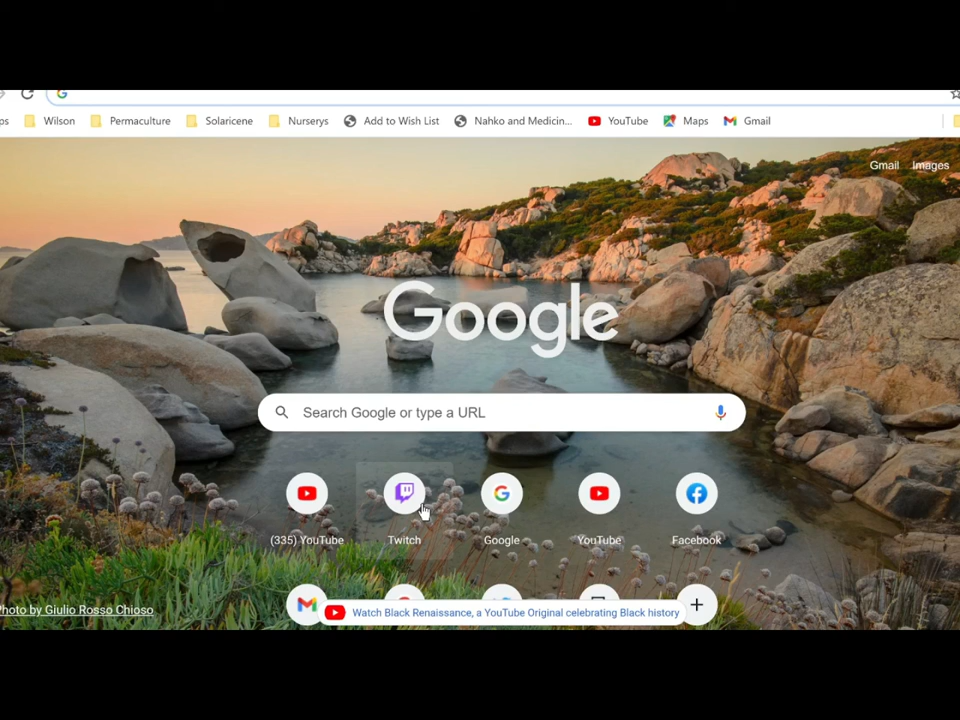 ps Wilson Permaculture Solaricene Nurserys Add to Wish List Nahko and Medicin... YouTube Maps Gmail
Gmail Images
Google
Search Google or type a URL
(335) YouTube Twitch Google YouTube Facebook
Photo by Giulio Rosso Chioso
Watch Black Renaissance, a YouTube Original celebrating Black history